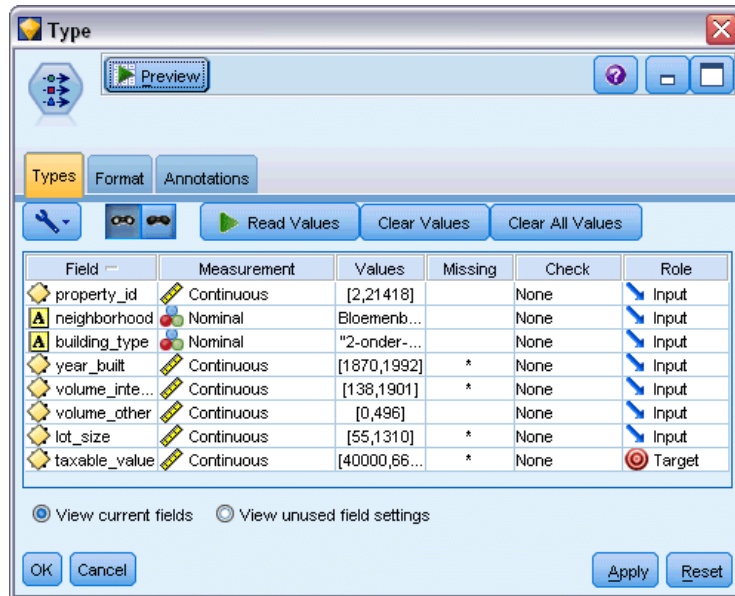 Type
Preview
Types Format Annotations
Read Values Clear Values Clear All Values
Field Measurement Values Missing Check Role
property_id Continuous [2,21418] None Input
A neighborhood Nominal Bloemenb... None Input
A building_type Nominal "2-onder-... None Input
year_built Continuous [1870,1992] * None Input
volume_inte... Continuous [138,1901] * None Input
volume_other Continuous [0,496] None Input
lot_size Continuous [55,1310] * None Input
taxable_value Continuous [40000,66... * None Target
View current fields View unused field settings
OK Cancel Apply Reset